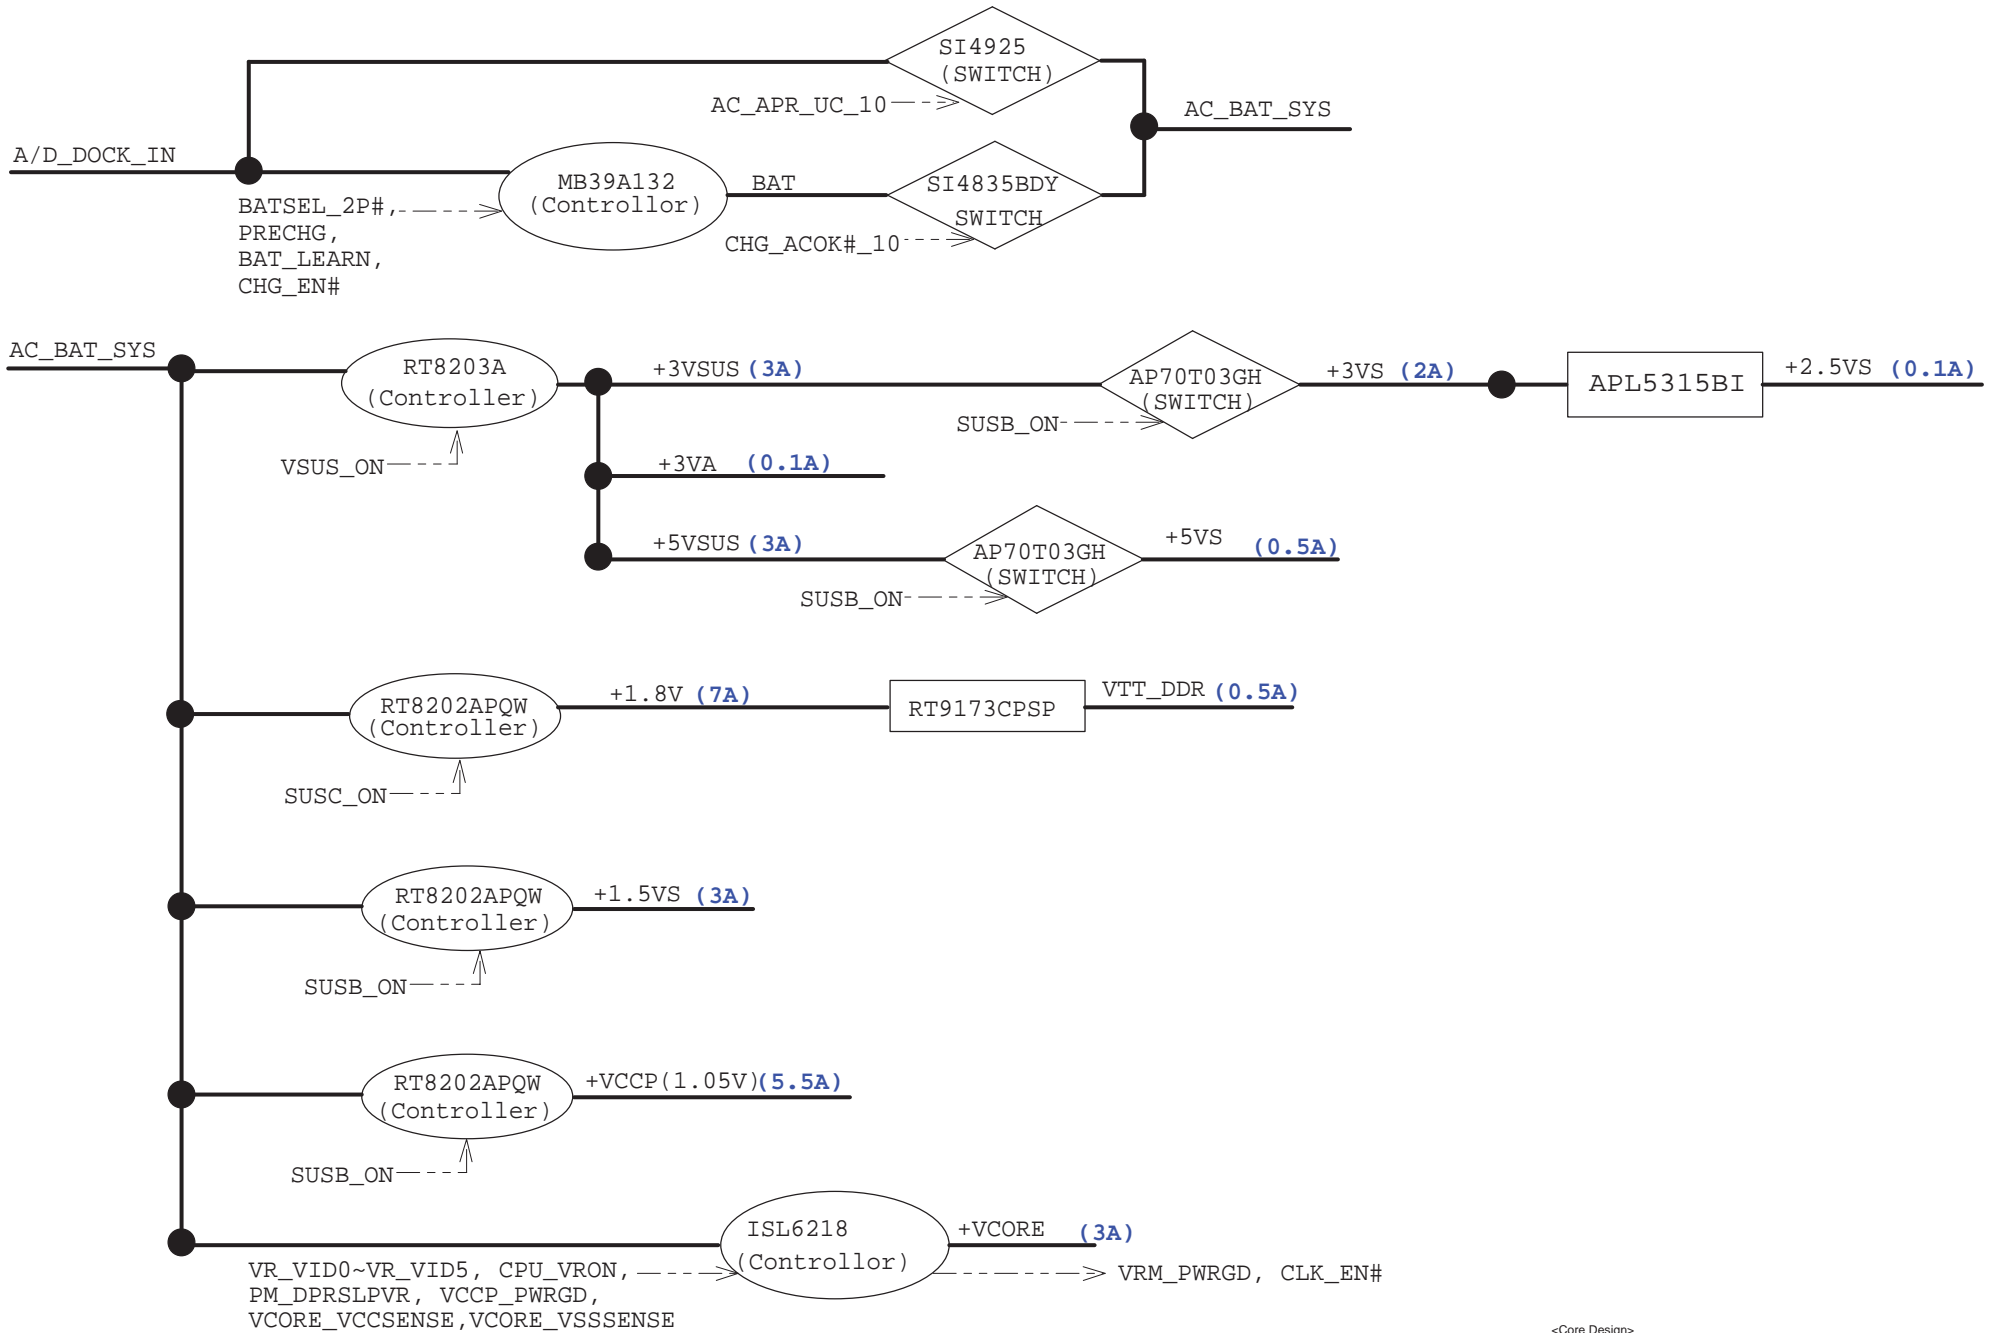 SI4925
(SWITCH)
AC_APR_UC_10
AC_BAT_SYS
A/D_DOCK_IN
MB39A132
(Controllor)
BAT
SI4835BDY
SWITCH
BATSEL_2P#,
PRECHG,
BAT_LEARN,
CHG_EN#
CHG_ACOK#_10
AC_BAT_SYS
RT8203A
(Controller)
+3VSUS (3A)
AP70T03GH
(SWITCH)
+3VS (2A)
APL5315BI
+2.5VS (0.1A)
SUSB_ON
VSUS_ON
+3VA (0.1A)
+5VSUS (3A)
AP70T03GH
(SWITCH)
+5VS (0.5A)
SUSB_ON
RT8202APQW
(Controller)
+1.8V (7A)
RT9173CPSP
VTT_DDR (0.5A)
SUSC_ON
RT8202APQW
(Controller)
+1.5VS (3A)
SUSB_ON
RT8202APQW
(Controller)
+VCCP(1.05V)(5.5A)
SUSB_ON
ISL6218
(Controllor)
+VCORE (3A)
VR_VID0~VR_VID5, CPU_VRON,
PM_DPRSLPVR, VCCP_PWRGD,
VCORE_VCCSENSE,VCORE_VSSSENSE
VRM_PWRGD, CLK_EN#
<Core Design>